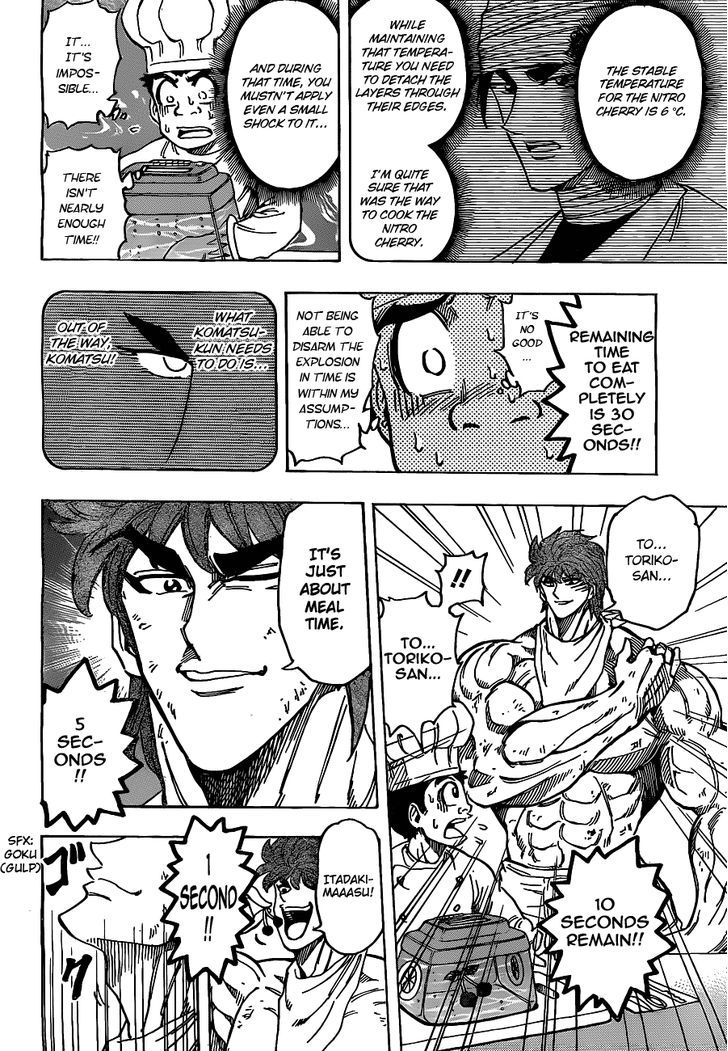 THE STABLE
TEMPERATURE
FOR THE NITRO
CHERRY IS 6 °C.
WHILE
MAINTAINING
THAT TEMPERA-
TURE YOU NEED
TO DETACH THE
LAYERS THROUGH
THEIR EDGES.
I'M QUITE
SURE THAT
WAS THE WAY
TO COOK THE
NITRO
CHERRY.
AND DURING
THAT TIME, YOU
MUSTN'T APPLY
EVEN A SMALL
SHOCK TO IT...
IT...
IT'S
IMPOS-
SIBLE...
THERE
ISN'T
NEARLY
ENOUGH
TIME!!
REMAINING
TIME
TO EAT
COM-
PLETELY
IS 30
SEC-
ONDS!!
IT'S
NO
GOOD
...
NOT BEING
ABLE TO
DISARM THE
EXPLOSION
IN TIME IS
WITHIN MY
ASSUMP-
TIONS...
WHAT
KOMATSU-
KUN NEEDS
TO DO IS...
OUT OF
THE WAY,
KOMATSU!
TO...
TORIKO-
SAN...
!!
TO...
TORIKO-
SAN...
10
SECONDS
REMAIN!!
IT'S
JUST
ABOUT
MEAL
TIME.
5
SEC-
ONDS
!!
ITADAKI-
MAAASU!
1
SECOND
!!
ゴ
ク
SFX:
GOKU
(GULP)